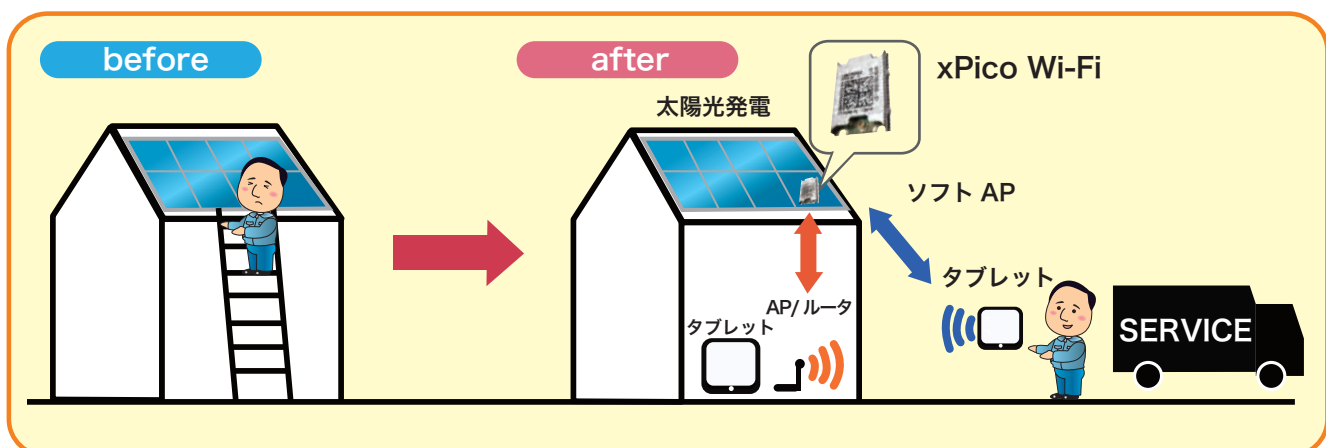 before
after
xPico Wi-Fi
太陽光発電
ソフト AP
タブレット
AP/ ルータ
タブレット
SERVICE